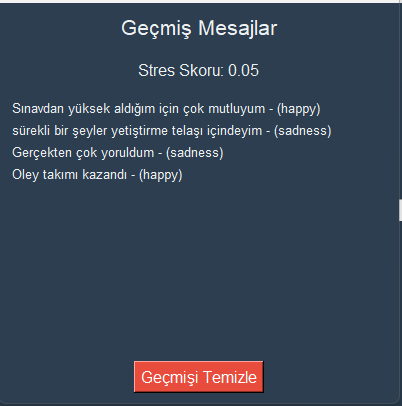 Geçmiş Mesajlar
Stres Skoru: 0.05
Sınavdan yüksek aldığım için çok mutluyum - (happy)
sürekli bir şeyler yetiştirme telaşı içindeyim - (sadness)
Gerçekten çok yoruldum - (sadness)
Oley takımı kazandı - (happy)
Geçmişi Temizle